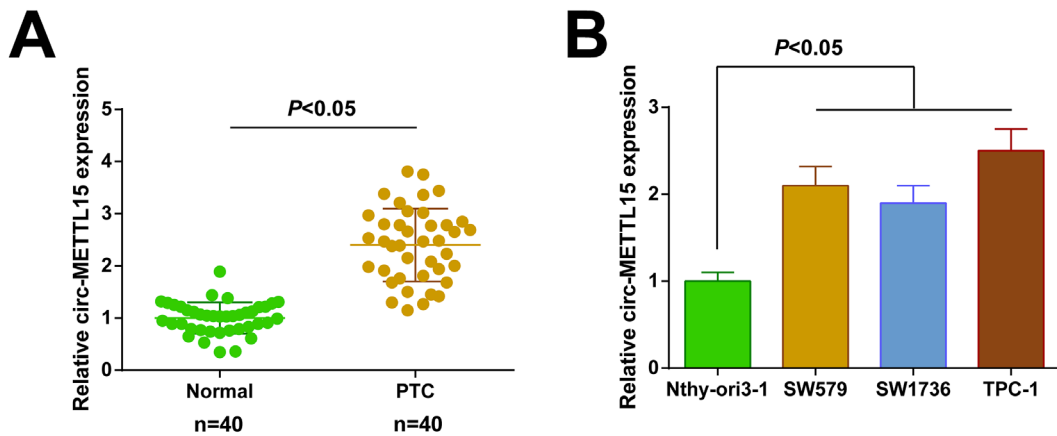 A
Relative circ-METTL15 expression
P<0.05
5
4
3
2
1
0
Normal
PTC
n=40
n=40
B
Relative circ-METTL15 expression
P<0.05
3
2
1
0
Nthy-ori3-1
SW579
SW1736
TPC-1